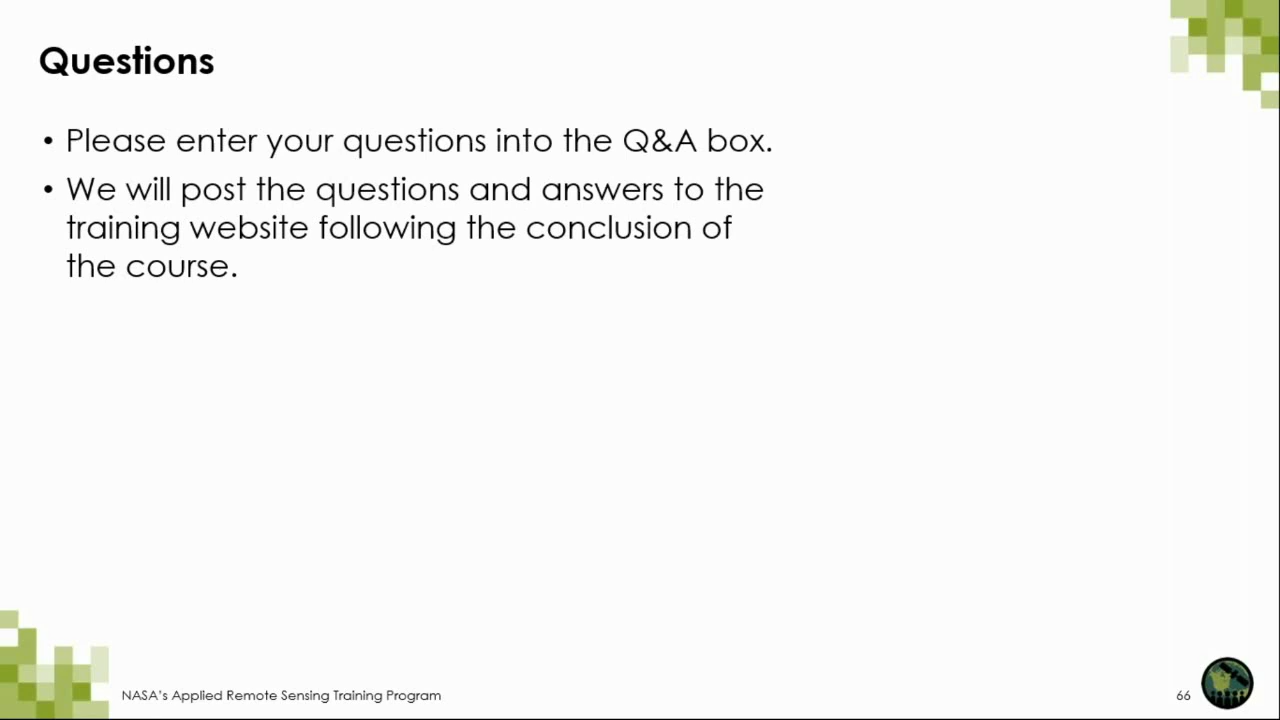 Questions
• Please enter your questions into the Q&A box.
• We will post the questions and answers to the
training website following the conclusion of
the course.
NASA's Applied Remote Sensing Training Program
66